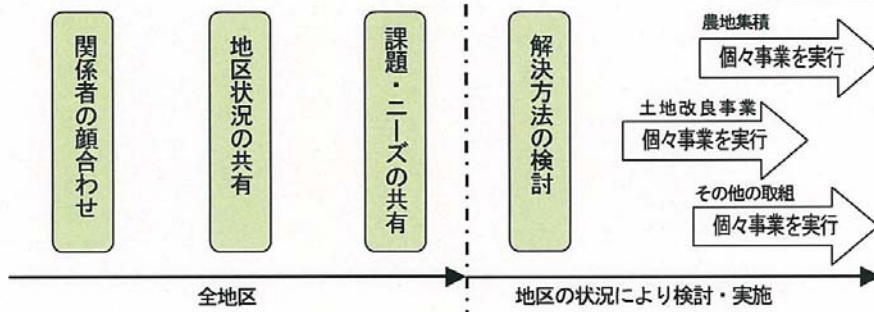 関係者の顔合わせ
地区状況の共有
課題・ニーズの共有
解決方法の検討
農地集積
個々事業を実行
土地改良事業
個々事業を実行
その他の取組
個々事業を実行
全地区
地区の状況により検討・実施